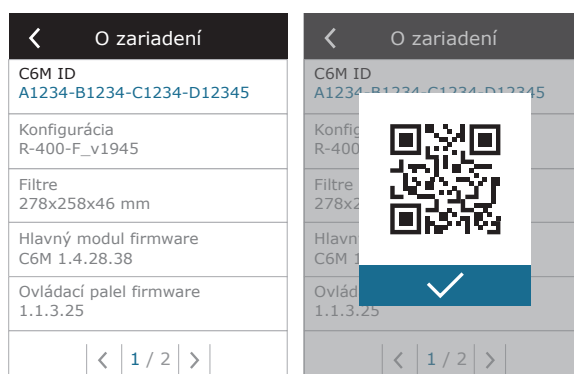 O zariadení
C6M ID
A1234-B1234-C1234-D12345
Konfigurácia
R-400-F_v1945
Filtre
278x258x46 mm
Hlavný modul firmware
C6M 1.4.28.38
Ovládací palel firmware
1.1.3.25
1 / 2
O zariadení
C6M ID
A1234-B1234-C1234-D12345
Konfig
R-400
Filtre
278x2
Hlavn
C6M 1
Ovlád
1.1.3.25
1 / 2